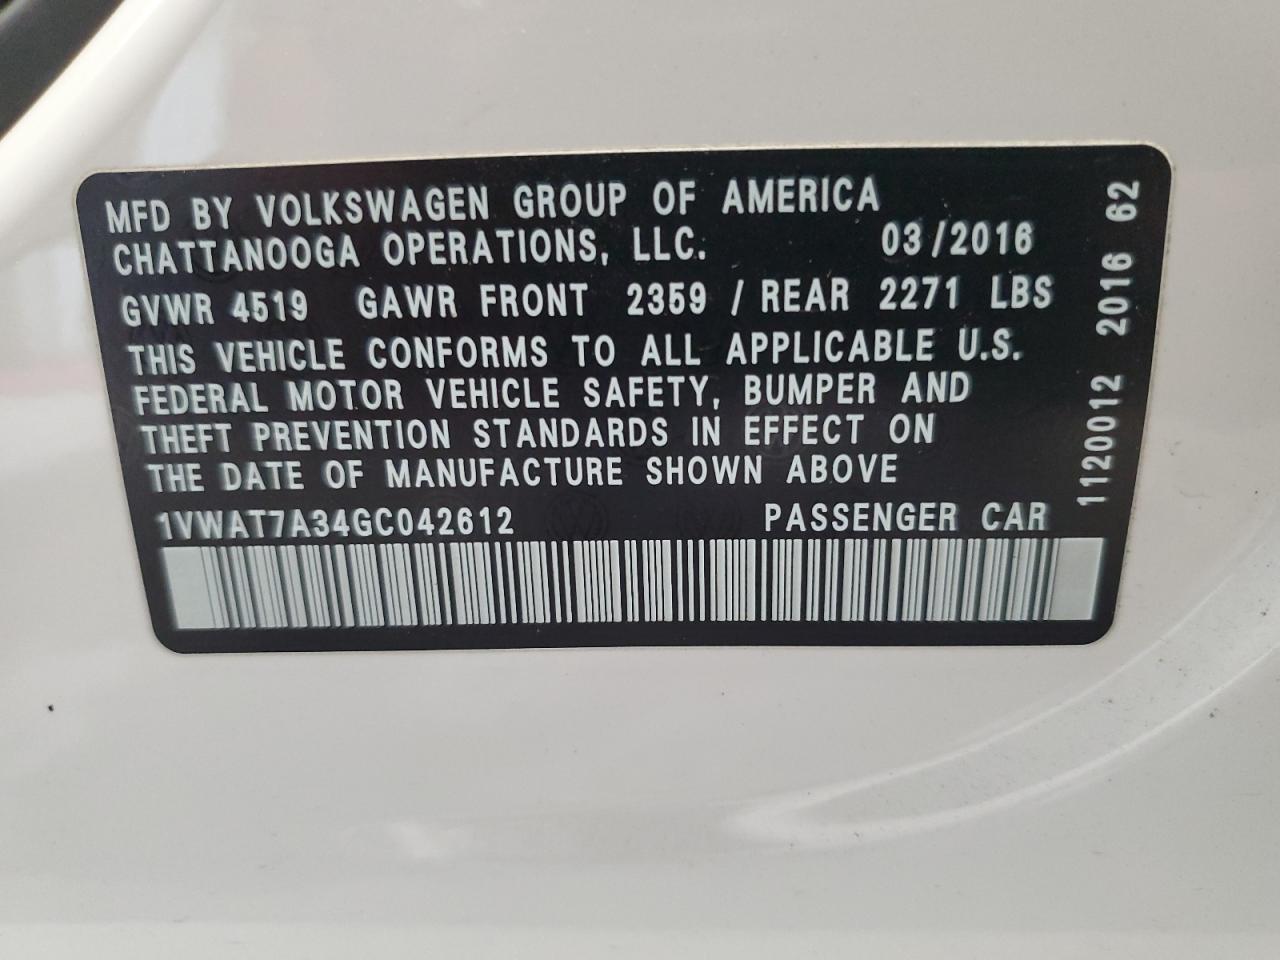 MFD BY VOLKSWAGEN GROUP OF AMERICA
CHATTANOOGA OPERATIONS, LLC. 03/2016
GVWR 4519 GAWR FRONT 2359 / REAR 2271 LBS
THIS VEHICLE CONFORMS TO ALL APPLICABLE U.S.
FEDERAL MOTOR VEHICLE SAFETY, BUMPER AND
THEFT PREVENTION STANDARDS IN EFFECT ON
THE DATE OF MANUFACTURE SHOWN ABOVE
1VWAT7A34GC042612 PASSENGER CAR
1120012 2016 62